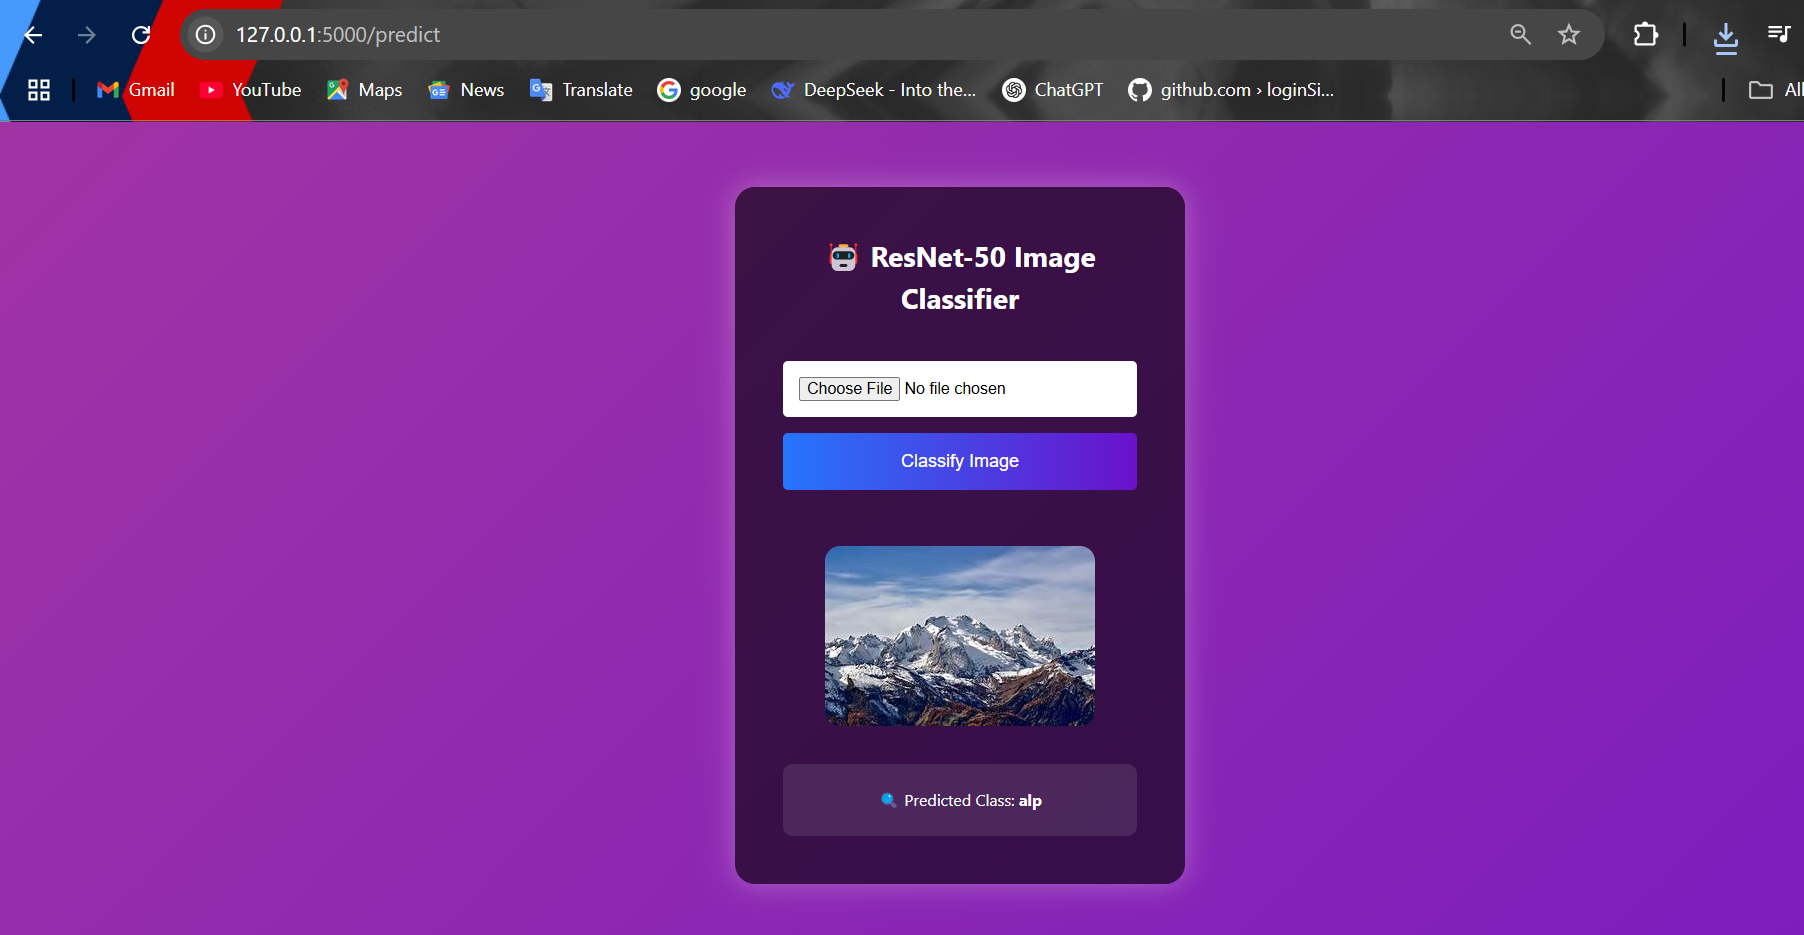 127.0.0.1:5000/predict
Gmail YouTube Maps News Translate google DeepSeek - Into the... ChatGPT github.com › loginSi... All
ResNet-50 Image
Classifier
Choose File No file chosen
Classify Image
Predicted Class: alp